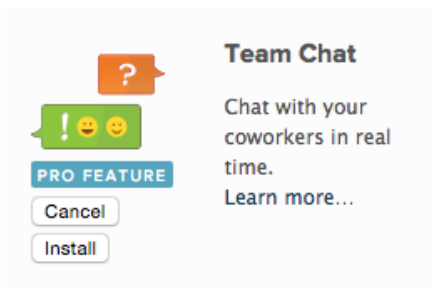 ?
!
PRO FEATURE
Cancel
Install
Team Chat
Chat with your
coworkers in real
time.
Learn more...